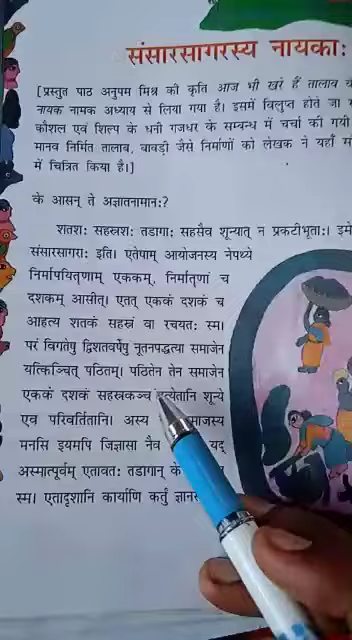 संसारसागरस्य नायकाः
[प्रस्तुत पाठ अनुपम मिश्र की कृति आज भी खरे हैं तालाब के
नायक नामक अध्याय से लिया गया है। इसमें विलुप्त होते जा
कौशल एवं शिल्प के धनी गजधर के सम्बन्ध में चर्चा की गयी
मानव निर्मित तालाब, बावड़ी जैसे निर्माणों को लेखक ने यहाँ
में चित्रित किया है।]
के आसन् ते अज्ञातनामानः?
शतशः सहस्रशः तडागाः सहसैव शून्यात् न प्रकटीभूताः। इमे
संसारसागराः इति। एतेषाम् आयोजनस्य नेपथ्ये
निर्मापयितृणाम् एककम्, निर्मातृणां च
दशकम् आसीत्। एतत् एककं दशकं च
आहत्य शतकं सहस्रं वा रचयतः स्म।
परं विगतेषु द्विशतवर्षेषु नूतनपद्धत्या समाजेन
यत्किञ्चित् पठितम्। पठितेन तेन समाजेन
एककं दशकं सहस्रकञ्च शून्ये
एव परिवर्तितानि। अस्य
मनसि इयमपि जिज्ञासा नैव यद्
अस्मात्पूर्वम् एतावतः तडागान् के
स्म। एतादृशानि कार्याणि कर्तुं